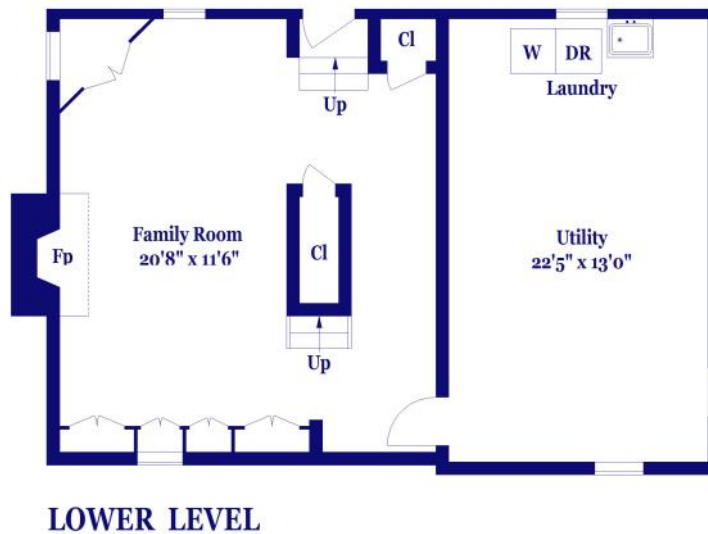 Cl
W DR
Up
Laundry
Family Room
20'8" x 11'6"
Fp
Cl
Utility
22'5" x 13'0"
Up
LOWER LEVEL